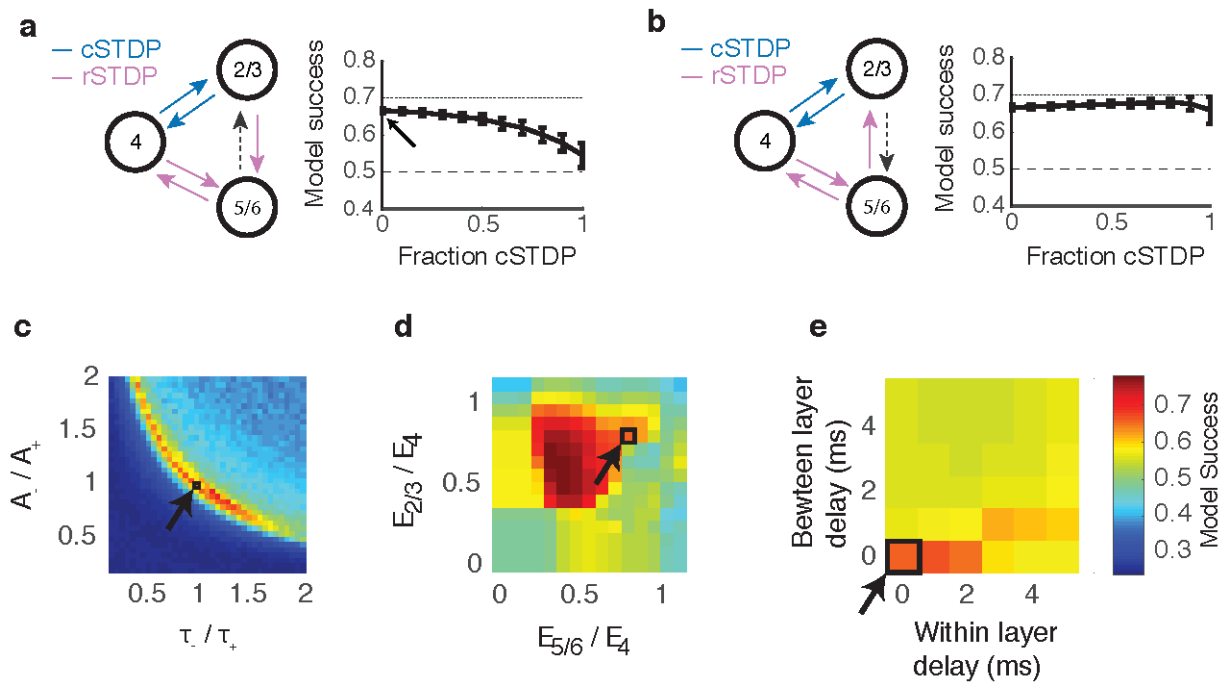 a
cSTDP
rSTDP
2/3
4
5/6
Model success
0.8
0.7
0.6
0.5
0.4
0
0.5
1
Fraction cSTDP
b
cSTDP
rSTDP
2/3
4
5/6
Model success
0.8
0.7
0.6
0.5
0.4
0
0.5
1
Fraction cSTDP
c
A- / A+
2
1.5
1
0.5
0.5
1
1.5
2
τ- / τ+
d
E2/3 / E4
1
0.5
0
0
0.5
1
E5/6 / E4
e
Bewteen layer
delay (ms)
4
2
0
0
2
4
Within layer
delay (ms)
0.7
0.6
0.5
0.4
0.3
Model Success